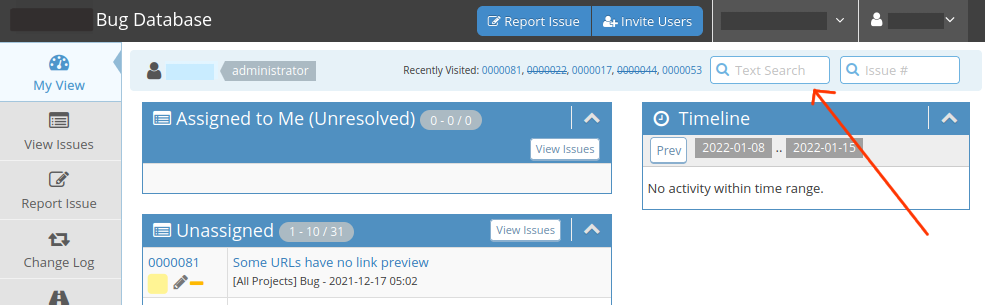 Bug Database
Report Issue
Invite Users
My View
administrator
Recently Visited: 0000081, 0000022, 0000017, 0000044, 0000053
Text Search
Issue #
Assigned to Me (Unresolved) 0 - 0 / 0
View Issues
Timeline
Prev 2022-01-08 .. 2022-01-15
No activity within time range.
View Issues
Report Issue
Change Log
Unassigned 1 - 10 / 31
View Issues
0000081
Some URLs have no link preview
[All Projects] Bug - 2021-12-17 05:02